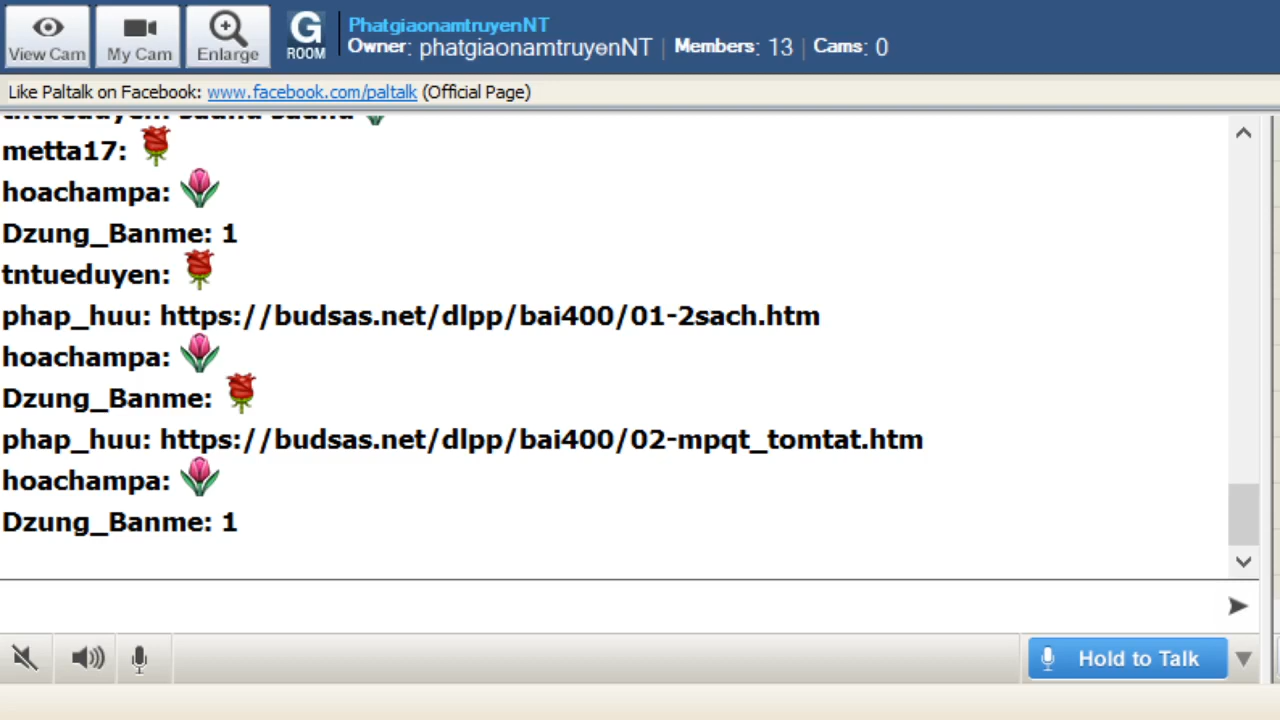 View Cam
My Cam
Enlarge
G
ROOM
PhatgiaonamtruyenNT
Owner: phatgiaonamtruyenNT | Members: 13 | Cams: 0
Like Paltalk on Facebook: www.facebook.com/paltalk (Official Page)
metta17:
hoachampa:
Dzung_Banme: 1
tntueduyen:
phap_huu: https://budsas.net/dlpp/bai400/01-2sach.htm
hoachampa:
Dzung_Banme:
phap_huu: https://budsas.net/dlpp/bai400/02-mpqt_tomtat.htm
hoachampa:
Dzung_Banme: 1
Hold to Talk